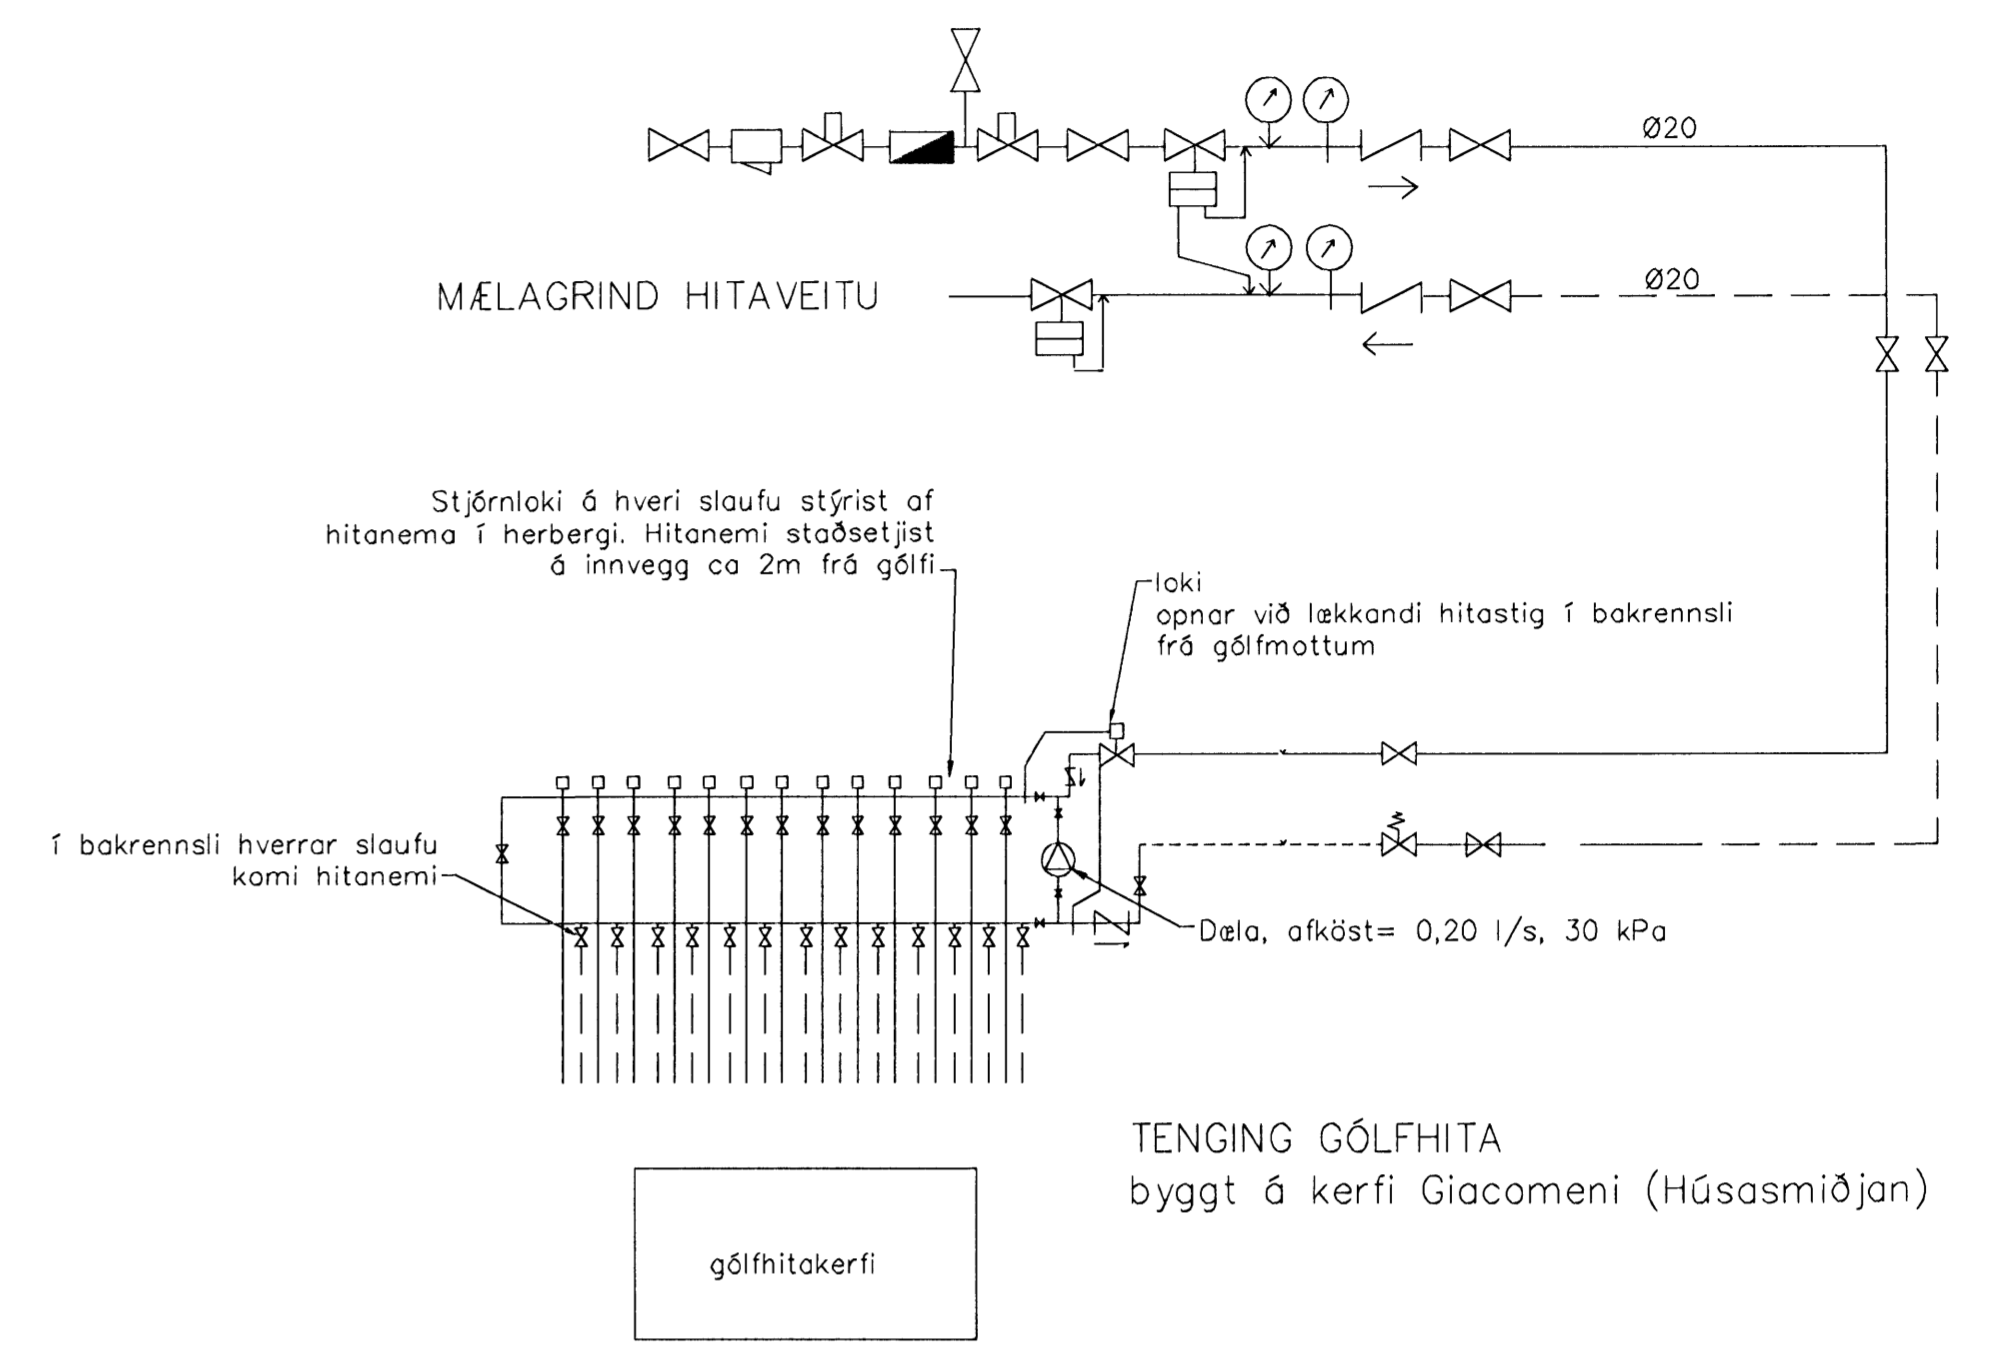 Ø20
MÆLAGRIND HITAVEITU
Ø20
Stjórnloki á hveri slaufu stýrist af
hitanema í herbergi. Hitanemi staðsetjist
á innvegg ca 2m frá gólfi
loki
opnar við lækkandi hitastig í bakrennsli
frá gólfmottum
í bakrennsli hverrar slaufu
komi hitanemi
Dæla, afköst= 0,20 l/s, 30 kPa
TENGING GÓLFHITA
byggt á kerfi Giacomeni (Húsasmiðjan)
gólfhitakerfi